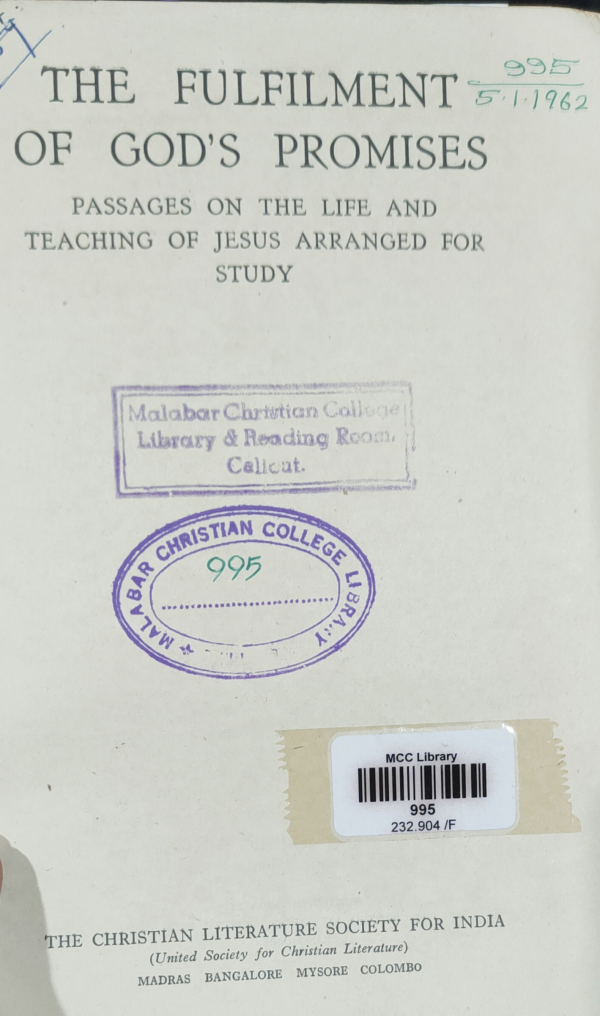 THE FULFILMENT
995
5.1.1962
OF GOD'S PROMISES
PASSAGES ON THE LIFE AND
TEACHING OF JESUS ARRANGED FOR
STUDY
Malabar Christian College
Library & Reading Room,
Calicut.
MALABAR CHRISTIAN COLLEGE LIBRARY
995
MCC Library
995
232.904 /F
THE CHRISTIAN LITERATURE SOCIETY FOR INDIA
(United Society for Christian Literature)
MADRAS BANGALORE MYSORE COLOMBO